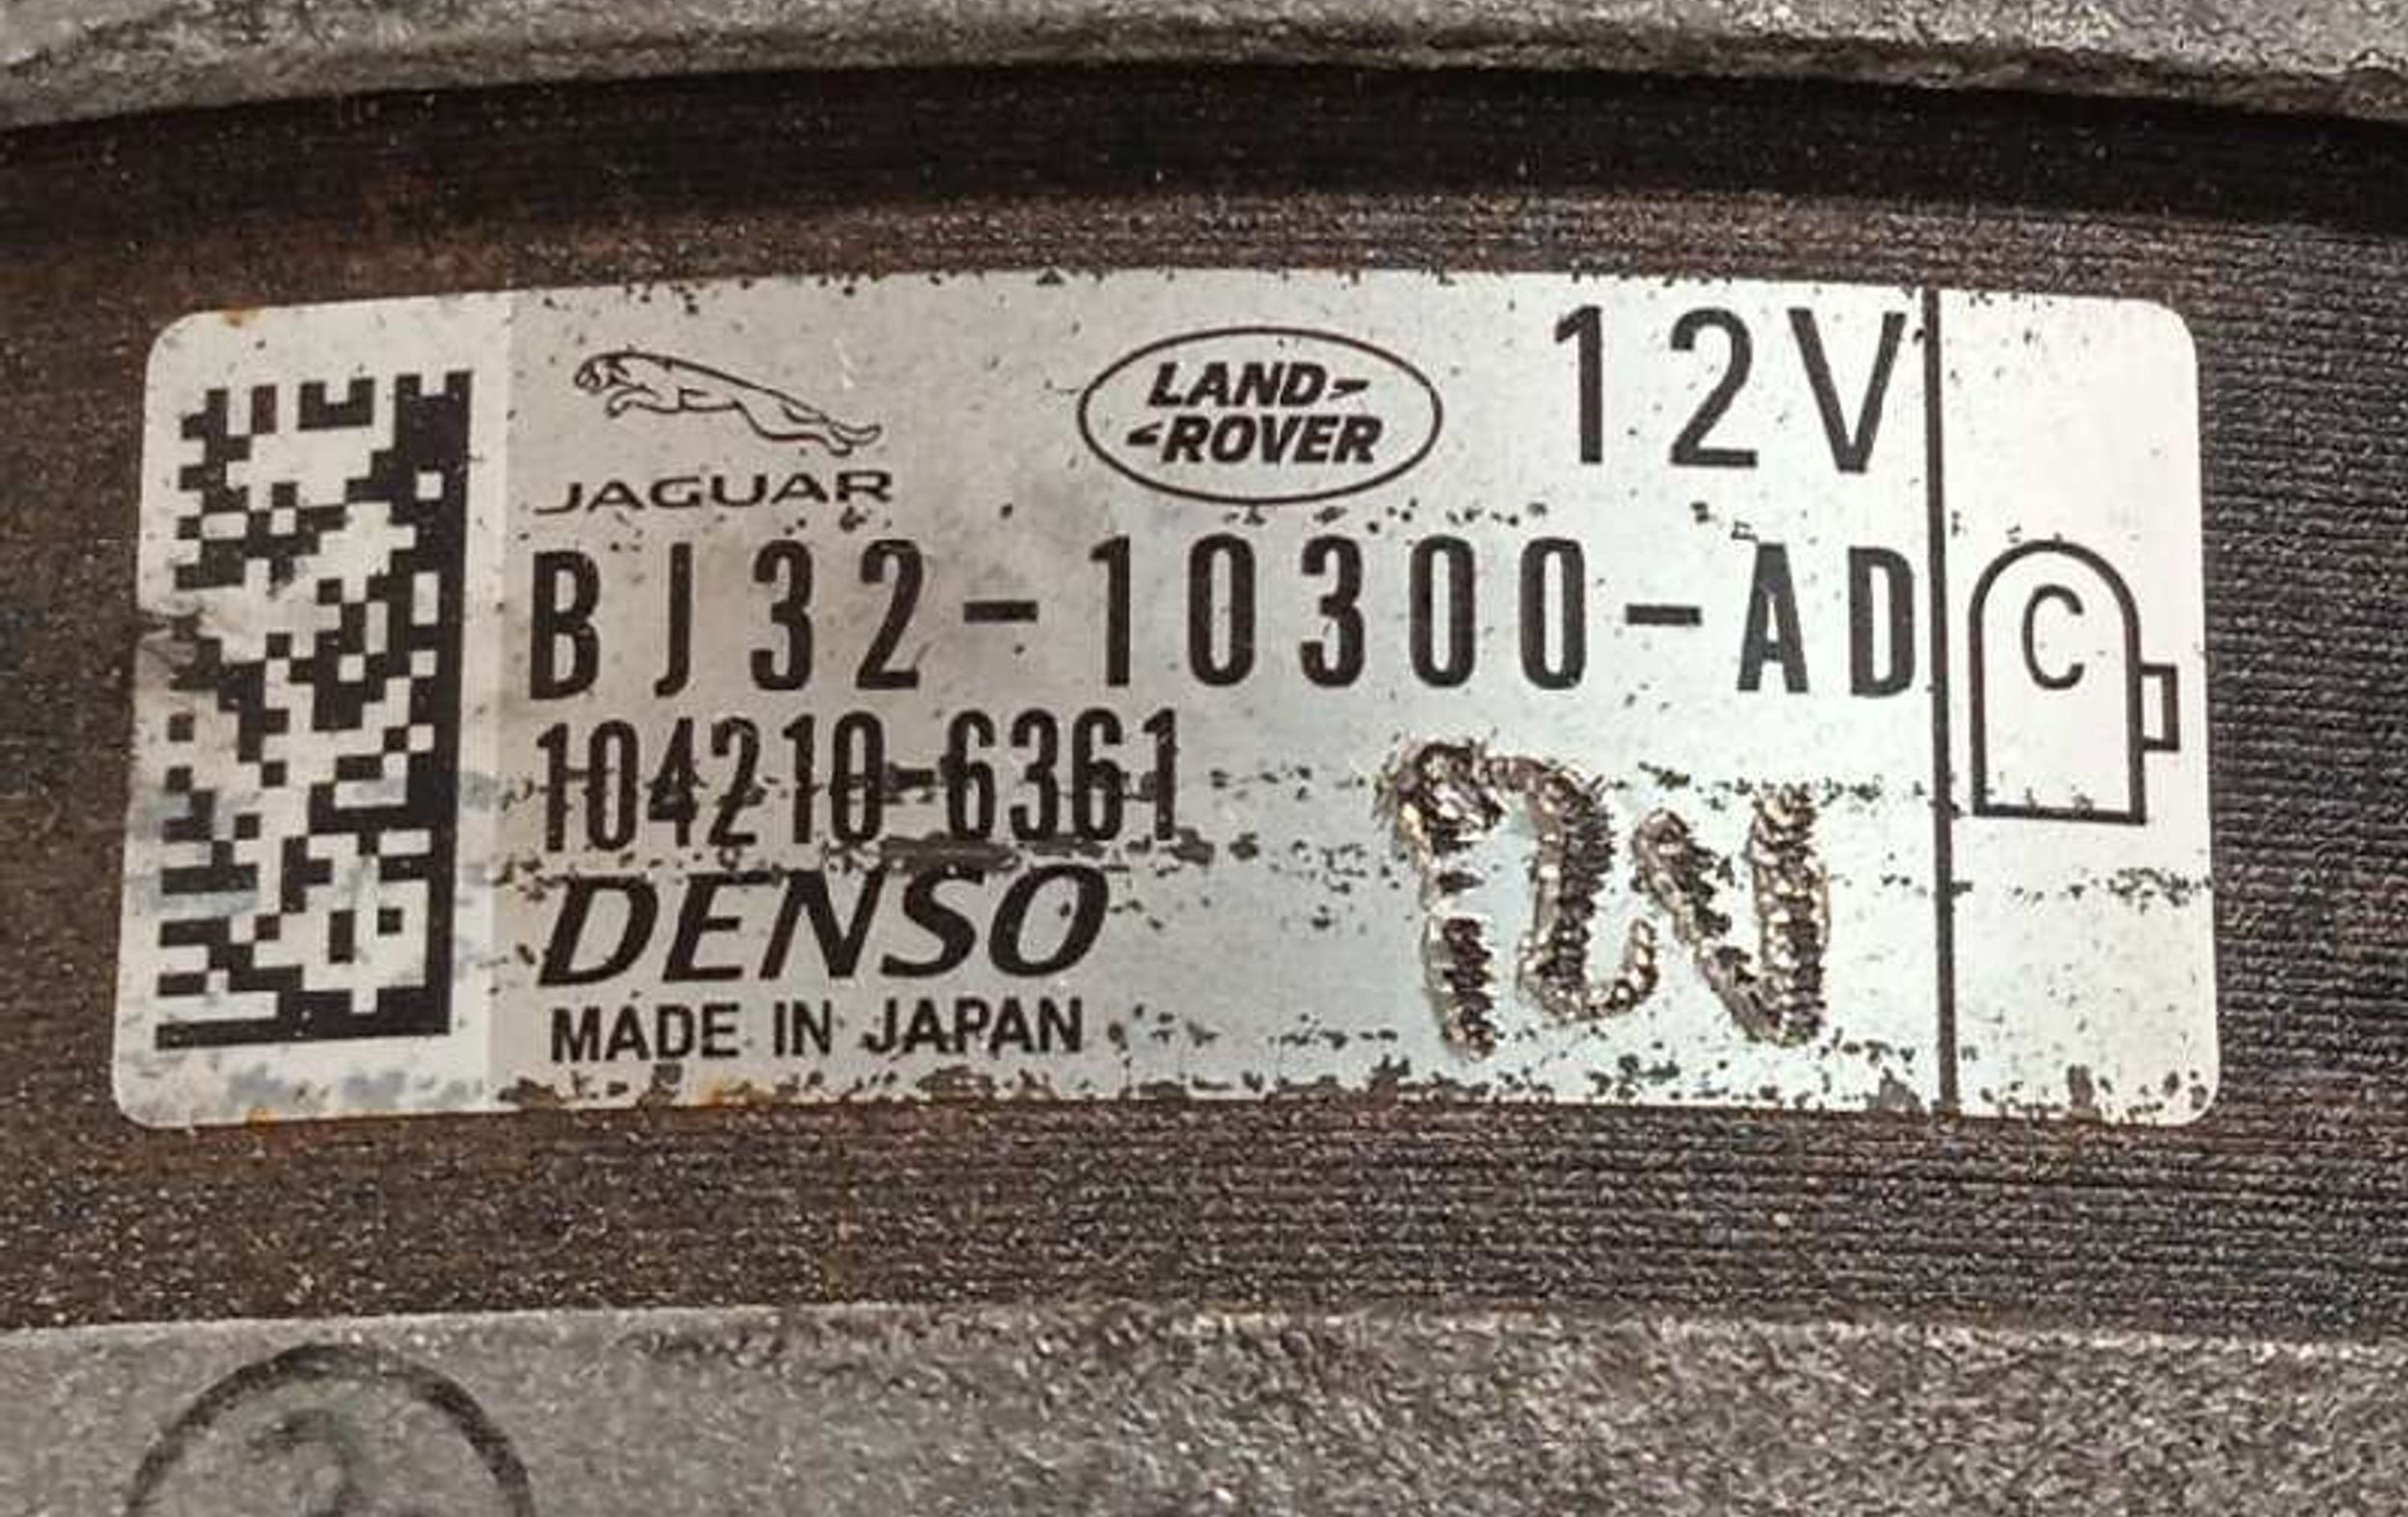 JAGUAR
LAND
ROVER
12V
BJ32-10300-AD
C
104210-6361
DENSO
MADE IN JAPAN